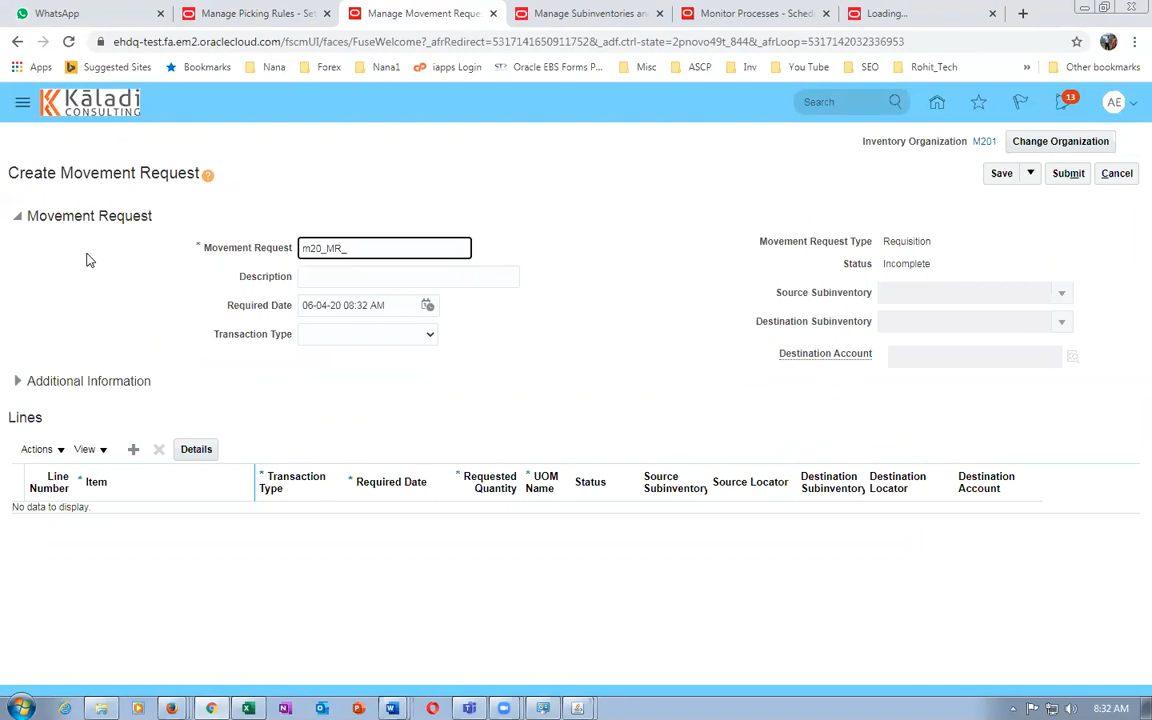 WhatsApp
Manage Picking Rules - Set
Manage Movement Reque
Manage Subinventories an
Monitor Processes - Sched
Loading...
ehdq-test.fa.em2.oraclecloud.com/fscmUI/faces/FuseWelcome?_afrRedirect=5317141650911752&_adf.ctrl-state=2pnovo49t_844&_afrLoop=5317142032336953
Apps
Suggested Sites
Bookmarks
Nana
Forex
Nana1
iapps Login
Oracle EBS Forms P...
Misc
ASCP
Inv
You Tube
SEO
Rohit_Tech
»
Other bookmarks
Kāladi
CONSULTING
Search
13
AE
Inventory Organization M201 Change Organization
Create Movement Request ?
Save Submit Cancel
Movement Request
* Movement Request m20_MR_
Description
Required Date 06-04-20 08:32 AM
Transaction Type
Movement Request Type Requisition
Status Incomplete
Source Subinventory
Destination Subinventory
Destination Account
Additional Information
Lines
Actions View Details
Line Number
* Item
* Transaction Type
* Required Date
* Requested Quantity
* UOM Name
Status
Source Subinventory
Source Locator
Destination Subinventory
Destination Locator
Destination Account
No data to display.
8:32 AM